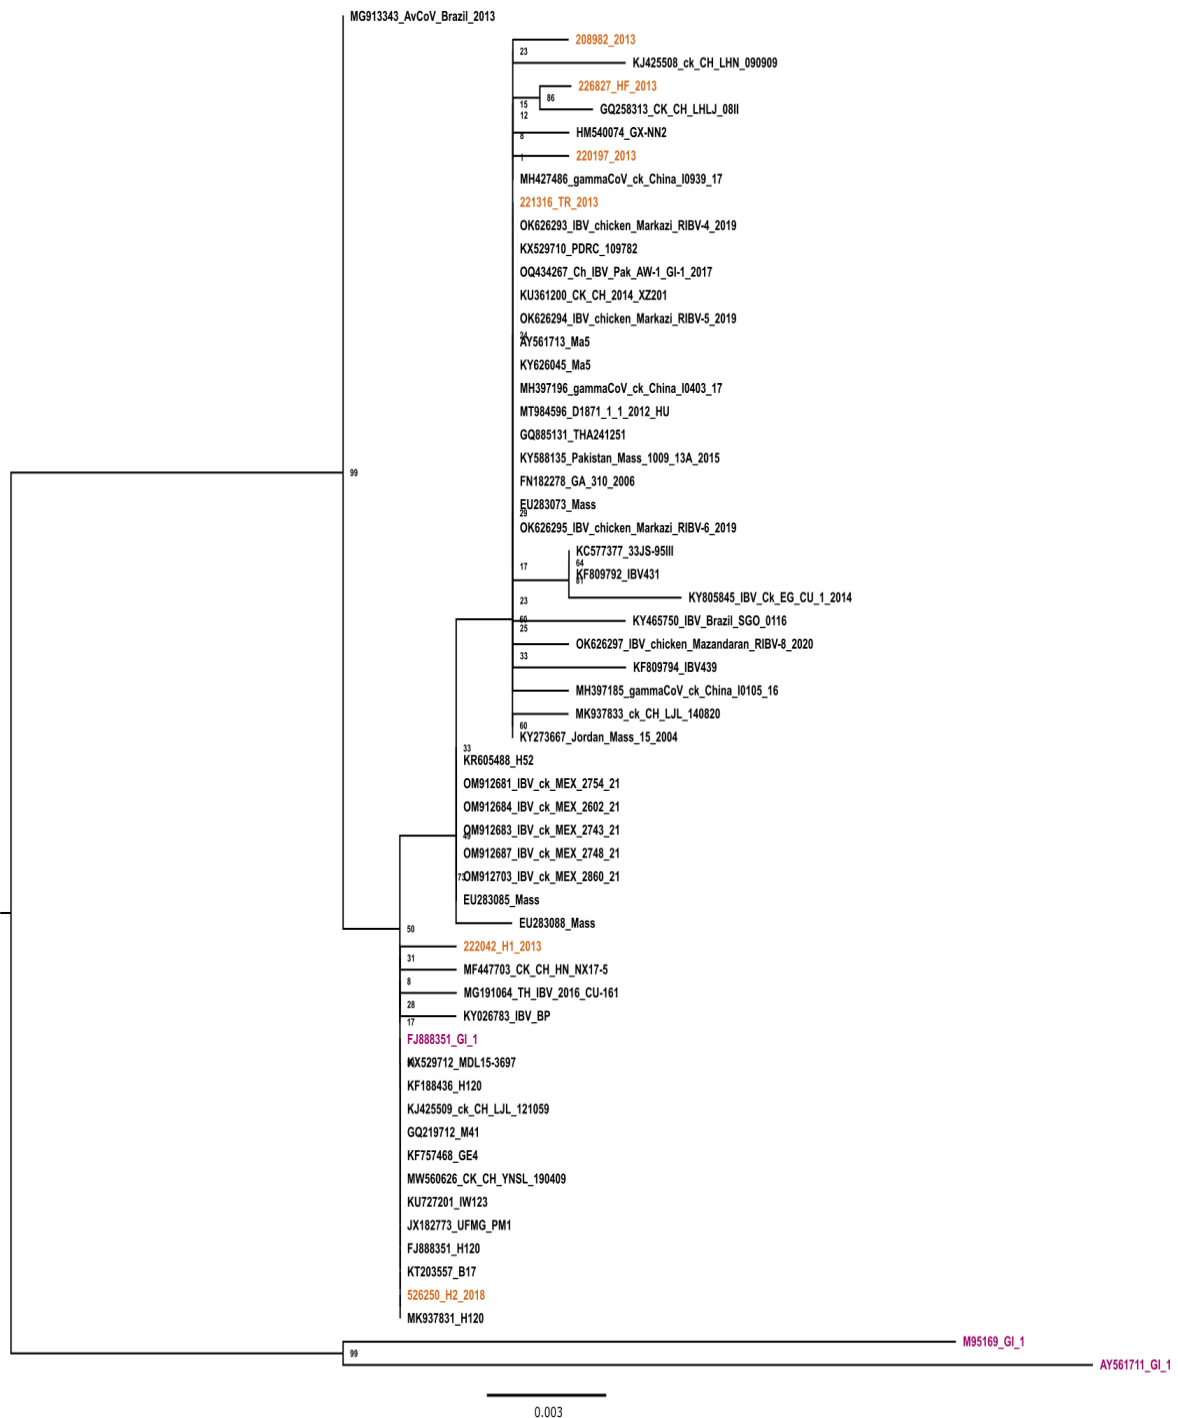 MG913343_AvCoV_Brazil_2013
208982_2013
23
KJ425508_ck_CH_LHN_090909
226827_HF_2013
86
15
GQ258313_CK_CH_LHLJ_08II
12
HM540074_GX-NN2
8
220197_2013
1
MH427486_gammaCoV_ck_China_I0939_17
221316_TR_2013
OK626293_IBV_chicken_Markazi_RIBV-4_2019
KX529710_PDRC_109782
OQ434267_Ch_IBV_Pak_AW-1_GI-1_2017
KU361200_CK_CH_2014_XZ201
OK626294_IBV_chicken_Markazi_RIBV-5_2019
AY561713_Ma5
KY626045_Ma5
MH397196_gammaCoV_ck_China_I0403_17
MT984596_D1871_1_1_2012_HU
GQ885131_THA241251
KY588135_Pakistan_Mass_1009_13A_2015
99
FN182278_GA_310_2006
EU283073_Mass
29
OK626295_IBV_chicken_Markazi_RIBV-6_2019
KC577377_33JS-95III
64
17
KF809792_IBV431
81
KY805845_IBV_Ck_EG_CU_1_2014
23
60
KY465750_IBV_Brazil_SGO_0116
25
OK626297_IBV_chicken_Mazandaran_RIBV-8_2020
33
KF809794_IBV439
MH397185_gammaCoV_ck_China_I0105_16
MK937833_ck_CH_LJL_140820
60
KY273667_Jordan_Mass_15_2004
33
KR605488_H52
OM912681_IBV_ck_MEX_2754_21
OM912684_IBV_ck_MEX_2602_21
OM912683_IBV_ck_MEX_2743_21
OM912687_IBV_ck_MEX_2748_21
OM912703_IBV_ck_MEX_2860_21
EU283085_Mass
EU283088_Mass
50
222042_H1_2013
31
MF447703_CK_CH_HN_NX17-5
8
MG191064_TH_IBV_2016_CU-161
28
KY026783_IBV_BP
17
FJ888351_GI_1
KX529712_MDL15-3697
KF188436_H120
KJ425509_ck_CH_LJL_121059
GQ219712_M41
KF757468_GE4
MW560626_CK_CH_YNSL_190409
KU727201_IW123
JX182773_UFMG_PM1
FJ888351_H120
KT203557_B17
526250_H2_2018
MK937831_H120
M95169_GI_1
99
AY561711_GI_1
0.003